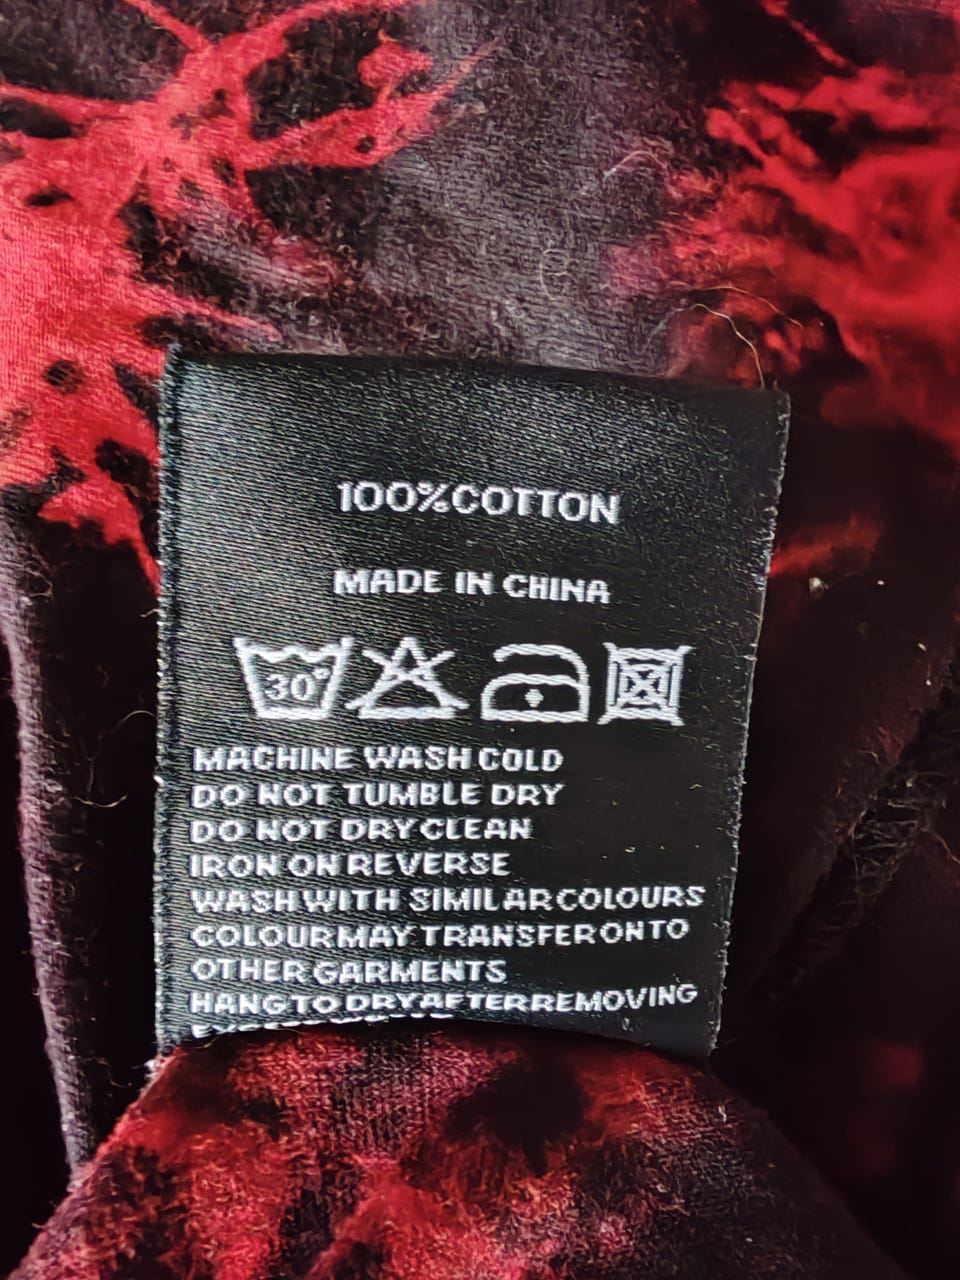 100%COTTON
MADE IN CHINA
30°
MACHINE WASH COLD
DO NOT TUMBLE DRY
DO NOT DRY CLEAN
IRON ON REVERSE
WASH WITH SIMILAR COLOURS
COLOUR MAY TRANSFER ONTO
OTHER GARMENTS
HANG TO DRY AFTER REMOVING